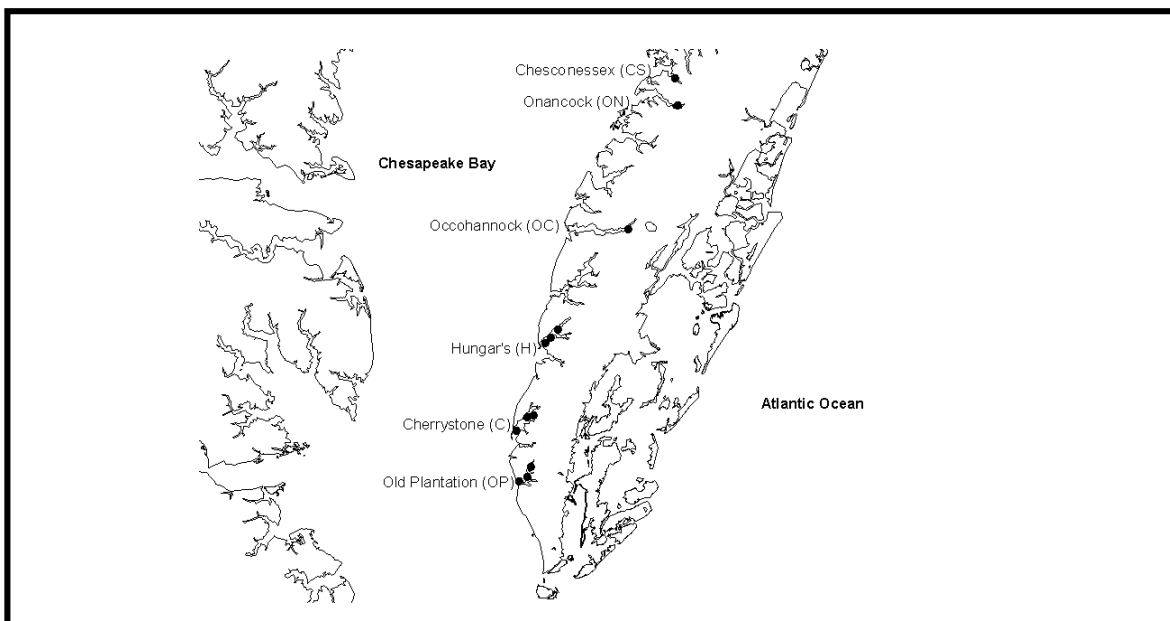 Chesconessex (CS)
Onancock (ON)
Chesapeake Bay
Occohannock (OC)
Hungar's (H)
Cherrystone (C)
Atlantic Ocean
Old Plantation (OP)